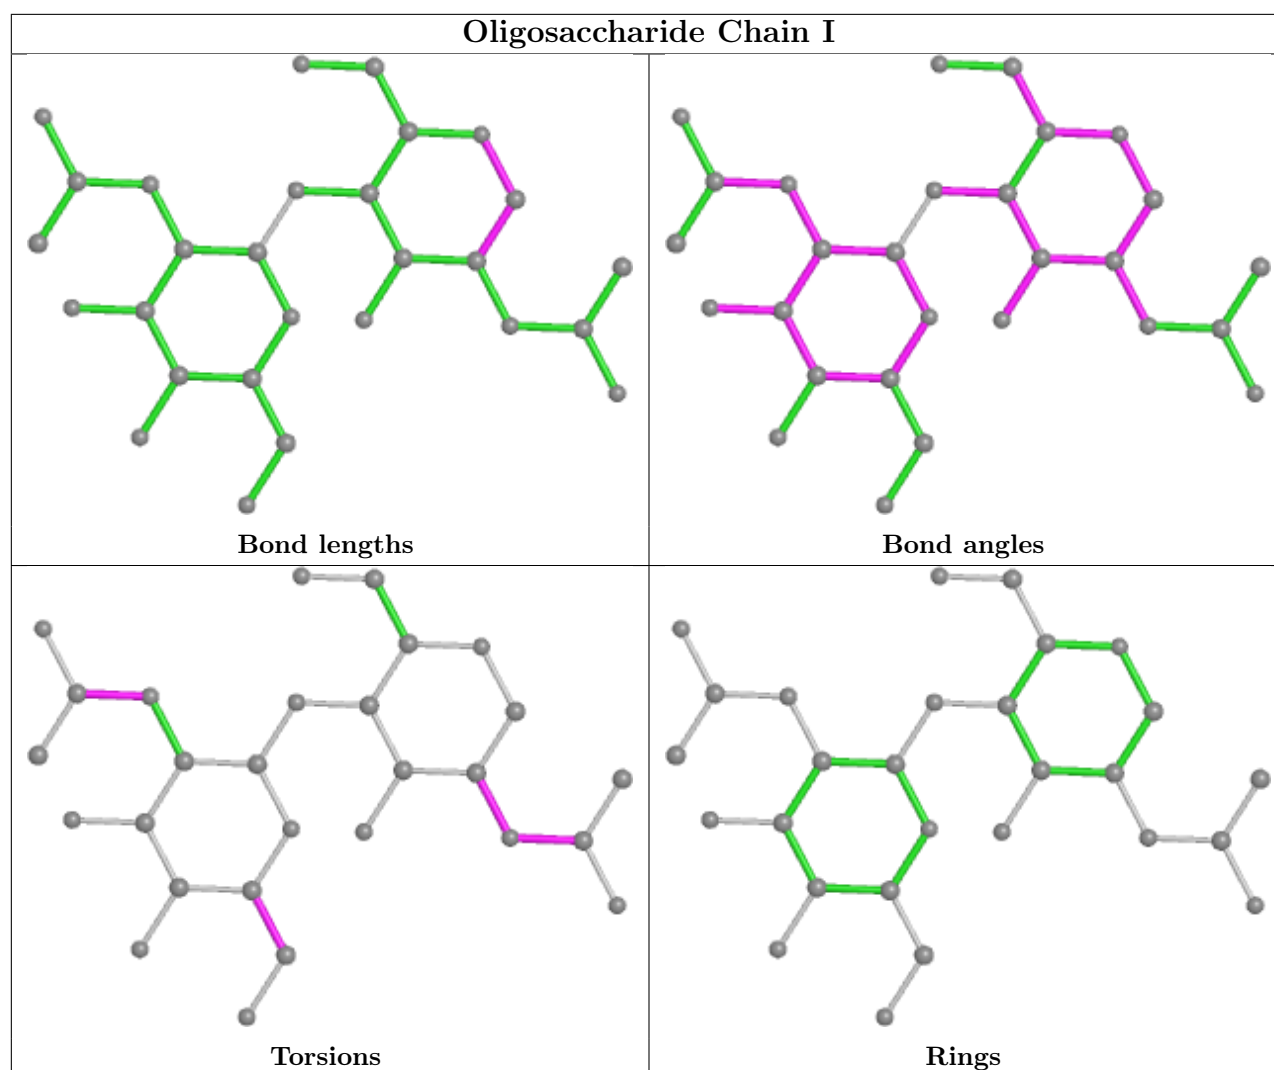 Oligosaccharide Chain I
Bond lengths
Bond angles
Torsions
Rings